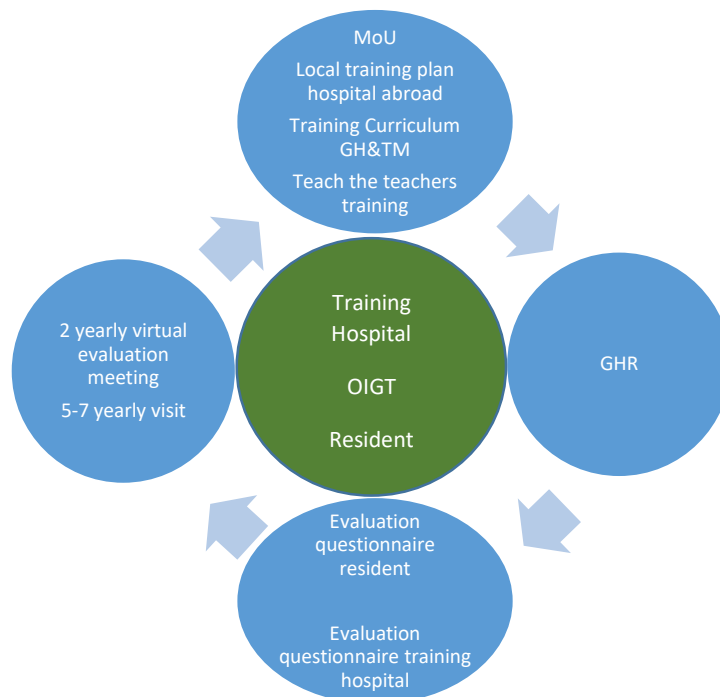 MoU
Local training plan
hospital abroad
Training Curriculum
GH&TM
Teach the teachers
training
Training
Hospital
OIGT
Resident
2 yearly virtual
evaluation
meeting
5-7 yearly visit
GHR
Evaluation
questionnaire
resident
Evaluation
questionnaire training
hospital